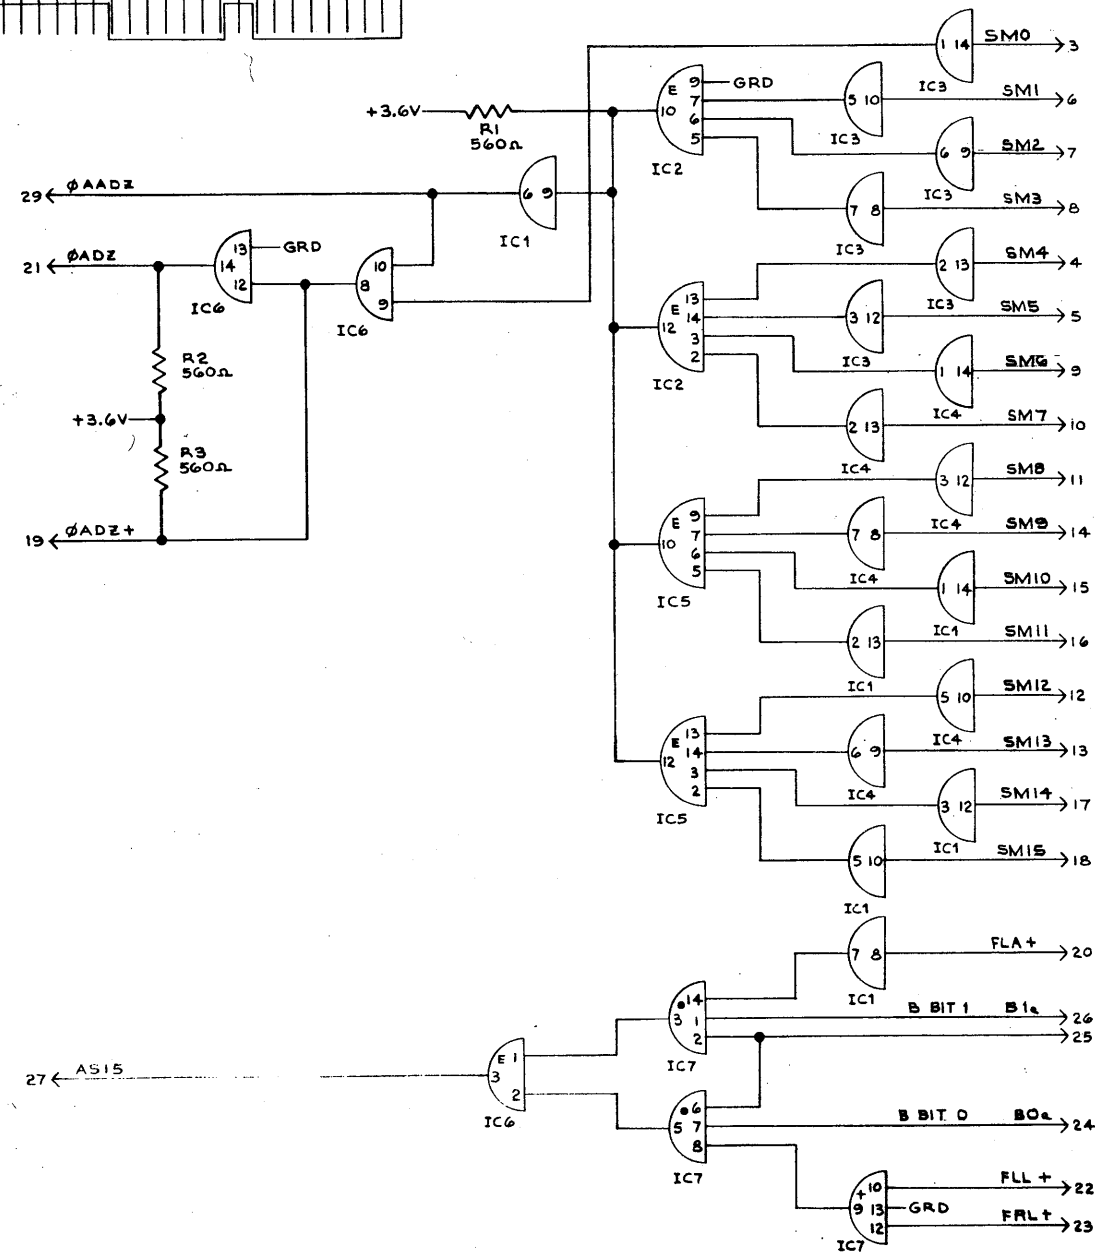 1 14 SM0 3
IC3
+3.6V R1 560Ω
E 10 9 7 6 5 GRD
IC2
5 10 SM1 6
IC3
6 9 SM2 7
IC3
7 8 SM3 8
IC3
29 ØAADZ 6 9
IC1
21 ØADZ 14 13 12 GRD
IC6
8 10 9
IC6
R2 560Ω
+3.6V
R3 560Ω
19 ØADZ+
E 12 13 14 3 2
IC2
2 13 SM4 4
IC3
3 12 SM5 5
IC3
1 14 SM6 9
IC4
2 13 SM7 10
IC4
E 10 9 7 6 5
IC5
3 12 SM8 11
IC4
7 8 SM9 14
IC4
1 14 SM10 15
IC1
2 13 SM11 16
IC1
E 12 13 14 3 2
IC5
5 10 SM12 12
IC4
6 9 SM13 13
IC4
3 12 SM14 17
IC1
5 10 SM15 18
IC1
7 8 FLA+ 20
IC1
3 14 1 2
IC7
B BIT 1 B1a 26
25
27 AS15 E 3 1 2
IC6
5 6 7 8
IC7
B BIT 0 B0a 24
+ 9 10 13 12 GRD
IC7
FLL+ 22
FRL+ 23